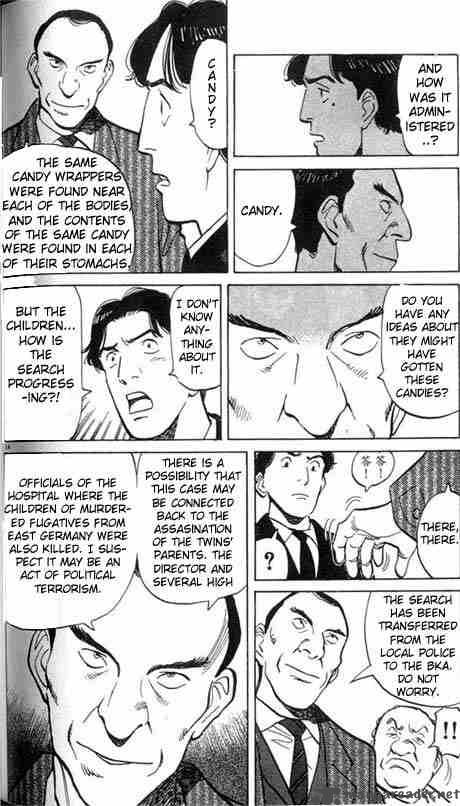 AND
HOW
WAS IT
ADMIN-
ISTERED
..?
CANDY.
CANDY?
THE SAME
CANDY WRAPPERS
WERE FOUND NEAR
EACH OF THE BODIES,
AND THE CONTENTS
OF THE SAME CANDY
WERE FOUND IN EACH
OF THEIR STOMACHS.
DO YOU
HAVE ANY
IDEAS ABOUT
THEY MIGHT
HAVE
GOTTEN
THESE
CANDIES?
I DON'T
KNOW
ANY-
THING
ABOUT
IT.
BUT THE
CHILDREN...
HOW IS
THE
SEARCH
PROGRESS
-ING?!
THERE,
THERE.
?
THE
SEARCH
HAS BEEN
TRANSFERRED
FROM THE
LOCAL POLICE
TO THE BKA.
DO NOT
WORRY.
!!
THERE IS A
POSSIBILITY THAT
THIS CASE MAY
BE CONNECTED
BACK TO THE
ASSASINATION
OF THE TWINS'
PARENTS. THE
DIRECTOR AND
SEVERAL HIGH
OFFICIALS OF THE
HOSPITAL WHERE THE
CHILDREN OF MURDER-
ED FUGATIVES FROM
EAST GERMANY WERE
ALSO KILLED. I SUS-
PECT IT MAY BE AN
ACT OF POLITICAL
TERRORISM.